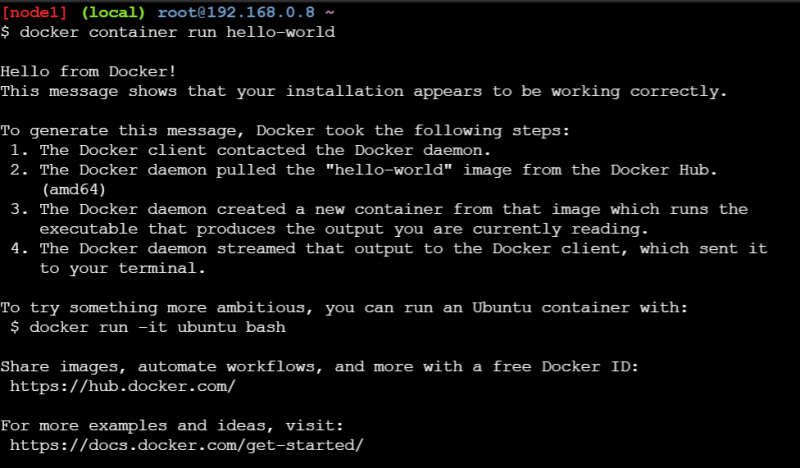 [node1] (local) root@192.168.0.8 ~
$ docker container run hello-world

Hello from Docker!
This message shows that your installation appears to be working correctly.

To generate this message, Docker took the following steps:
 1. The Docker client contacted the Docker daemon.
 2. The Docker daemon pulled the "hello-world" image from the Docker Hub.
    (amd64)
 3. The Docker daemon created a new container from that image which runs the
    executable that produces the output you are currently reading.
 4. The Docker daemon streamed that output to the Docker client, which sent it
    to your terminal.

To try something more ambitious, you can run an Ubuntu container with:
 $ docker run -it ubuntu bash

Share images, automate workflows, and more with a free Docker ID:
 https://hub.docker.com/

For more examples and ideas, visit:
 https://docs.docker.com/get-started/